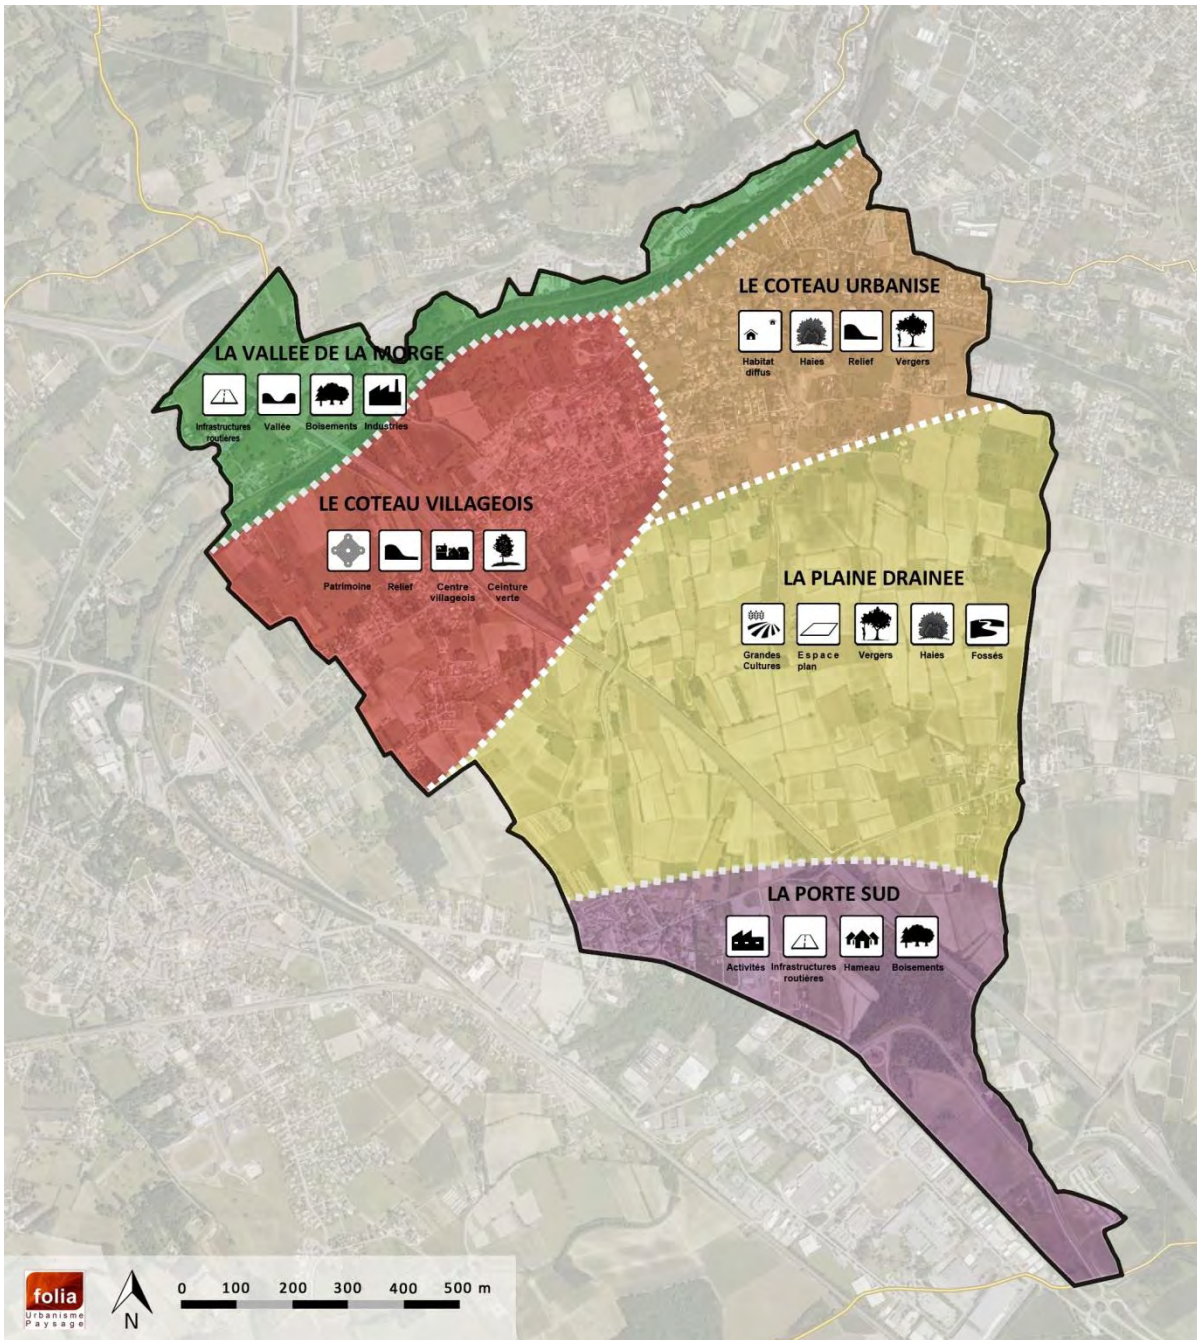 LE COTEAU URBANISE
Habitat
diffus
Haies
Relief
Vergers
LA VALLEE DE LA MORGE
Infrastructures
routières
Vallée
Boisements
Industries
LE COTEAU VILLAGEOIS
Patrimoine
Relief
Centre
villageois
Ceinture
verte
LA PLAINE DRAINEE
Grandes
Cultures
Espace
plan
Vergers
Haies
Fossés
LA PORTE SUD
Activités
Infrastructures
routières
Hameau
Boisements
folia
Urbanisme
Paysage
N
0 100 200 300 400 500 m